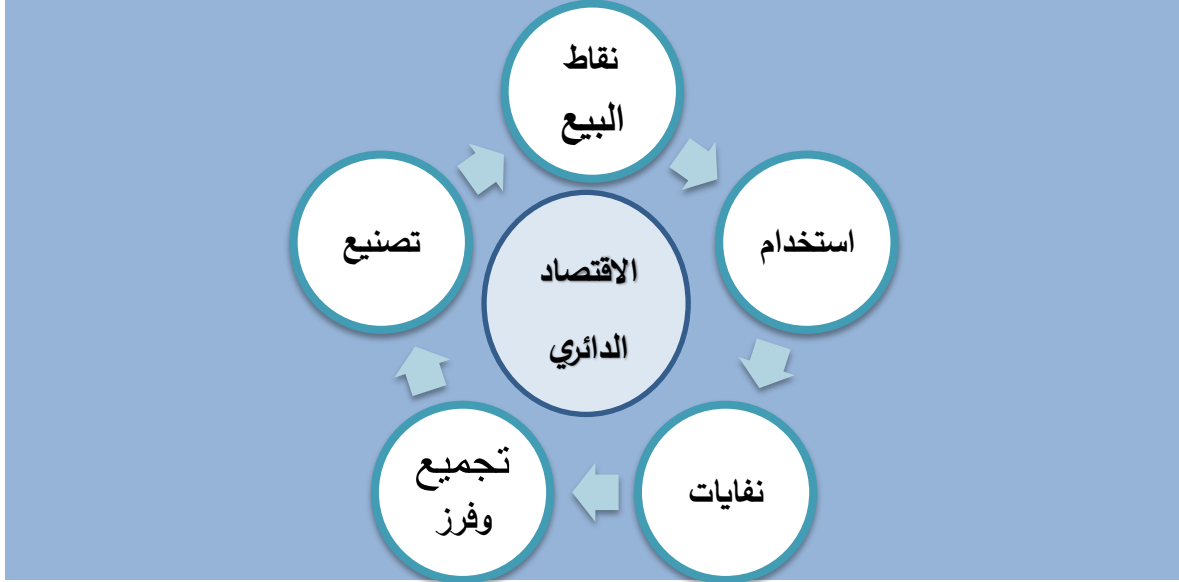 نقاط
البيع
استخدام
نفايات
تجميع
وفرز
تصنيع
الاقتصاد
الدائري